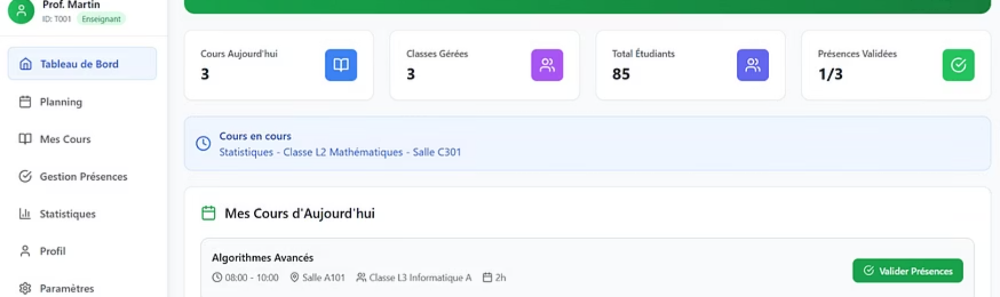 Prof. Martin
ID: T001 Enseignant
Tableau de Bord
Planning
Mes Cours
Gestion Présences
Statistiques
Profil
Paramètres
Cours Aujourd'hui
3
Classes Gérées
3
Total Étudiants
85
Présences Validées
1/3
Cours en cours
Statistiques - Classe L2 Mathématiques - Salle C301
Mes Cours d'Aujourd'hui
Algorithmes Avancés
08:00 - 10:00 Salle A101 Classe L3 Informatique A 2h
Valider Présences